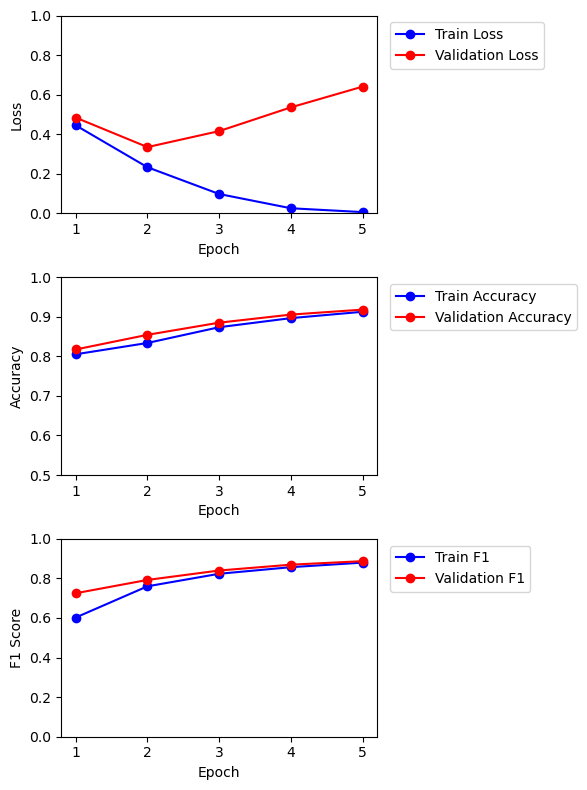 1.0
0.8
0.6
0.4
0.2
0.0
Loss
1 2 3 4 5
Epoch
Train Loss
Validation Loss
1.0
0.9
0.8
0.7
0.6
0.5
Accuracy
1 2 3 4 5
Epoch
Train Accuracy
Validation Accuracy
1.0
0.8
0.6
0.4
0.2
0.0
F1 Score
1 2 3 4 5
Epoch
Train F1
Validation F1